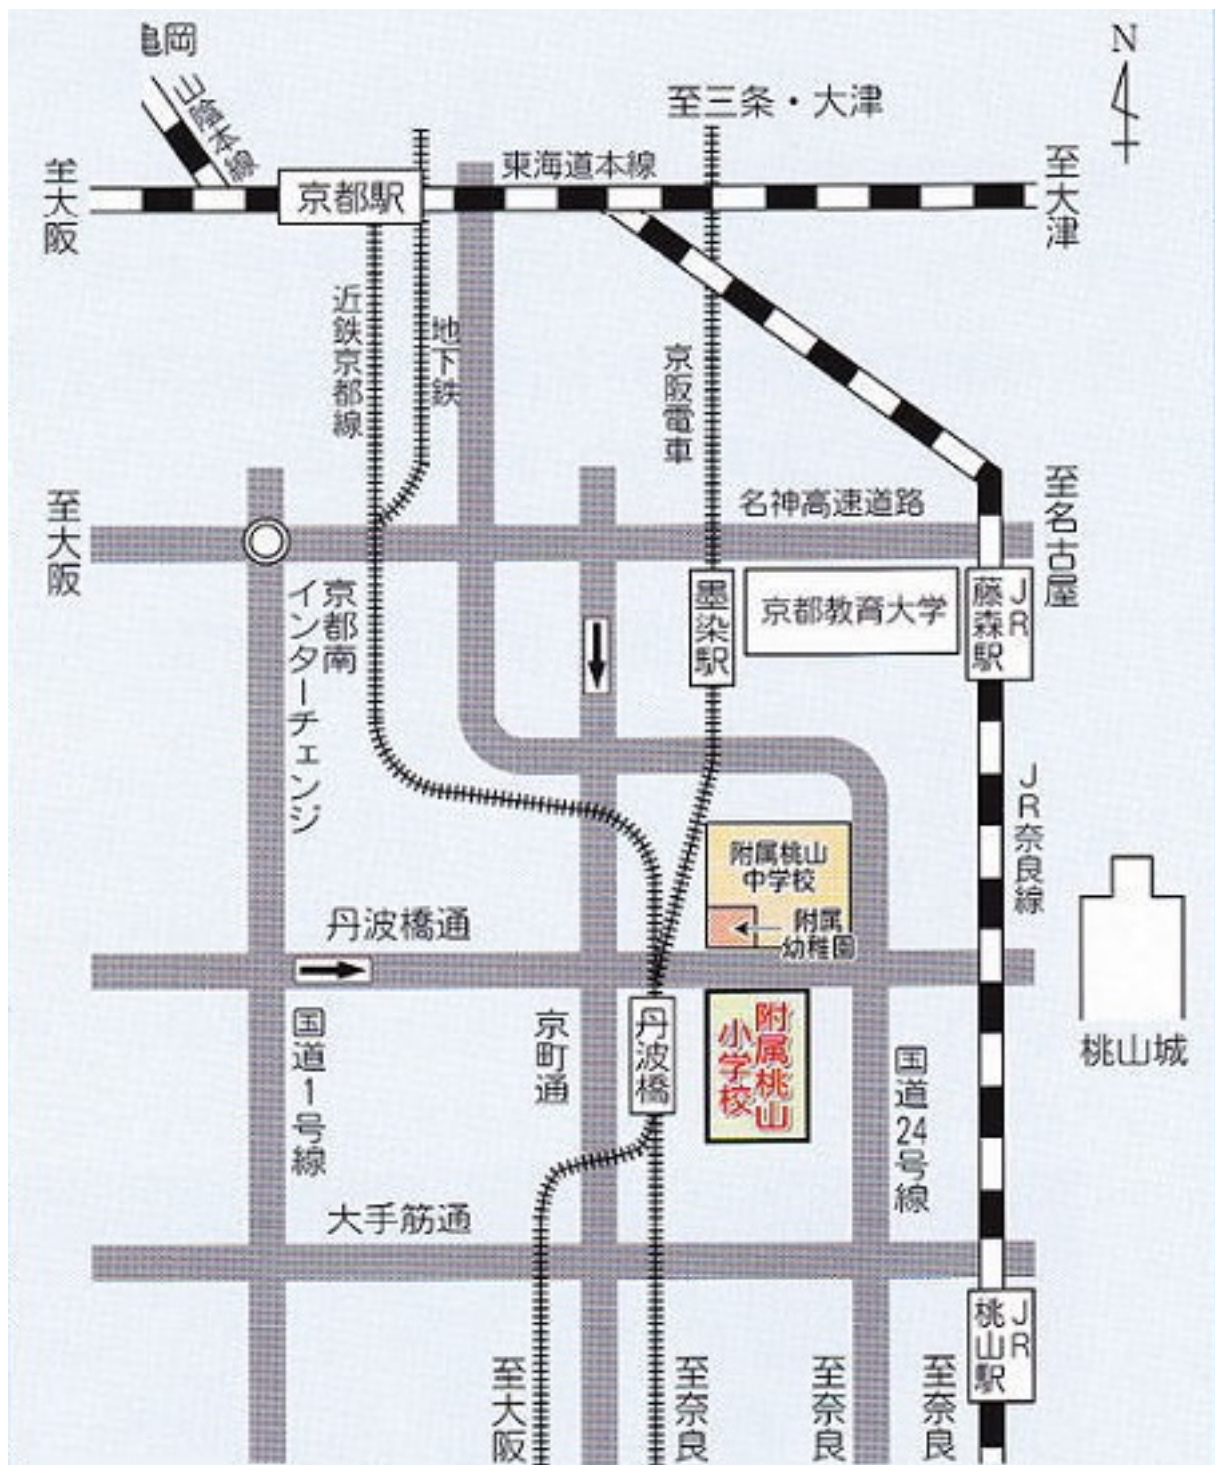 亀岡
山陰本線
N
至三条・大津
東海道本線
至大阪
京都駅
至大津
近鉄京都線
地下鉄
京阪電車
至大阪
名神高速道路
至名古屋
京都南
インターチェンジ
墨染駅
京都教育大学
JR
藤森駅
JR奈良線
附属桃山
中学校
附属
幼稚園
丹波橋通
国道1号線
京町通
丹波橋
附属桃山
小学校
国道24号線
桃山城
大手筋通
JR
桃山駅
至大阪
至奈良
至奈良
至奈良